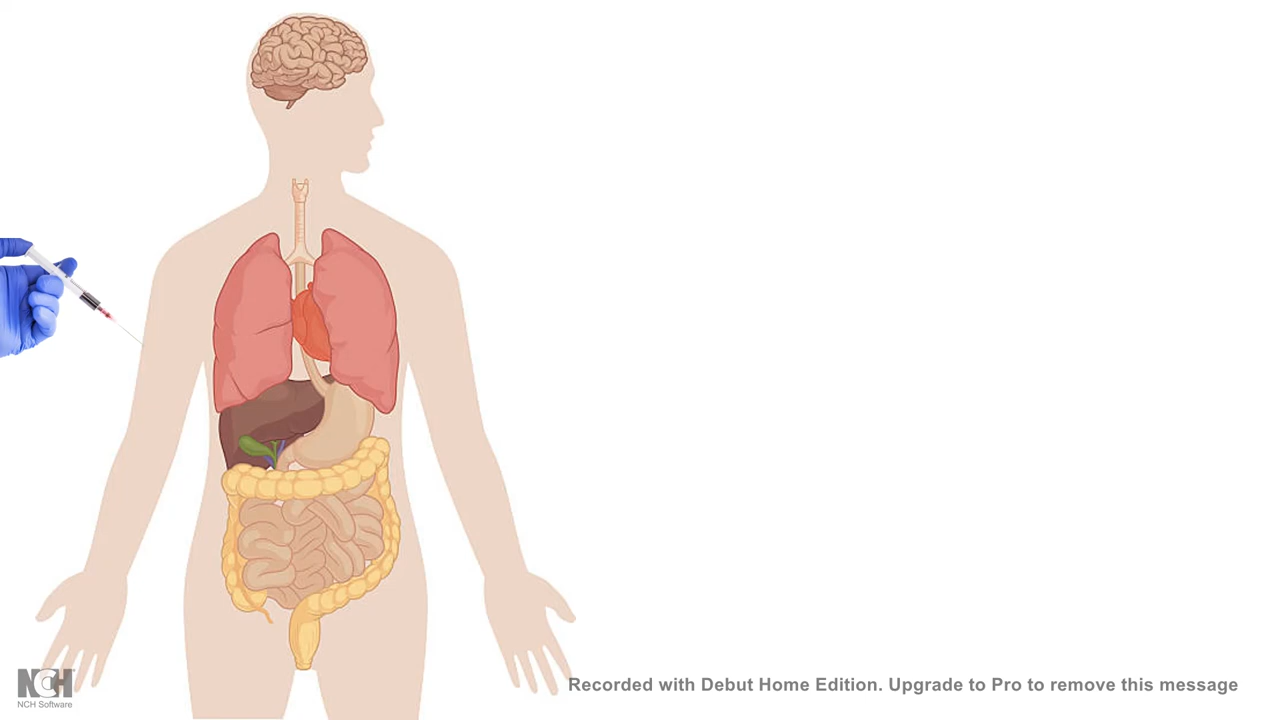 NCH
NCH Software
Recorded with Debut Home Edition. Upgrade to Pro to remove this message